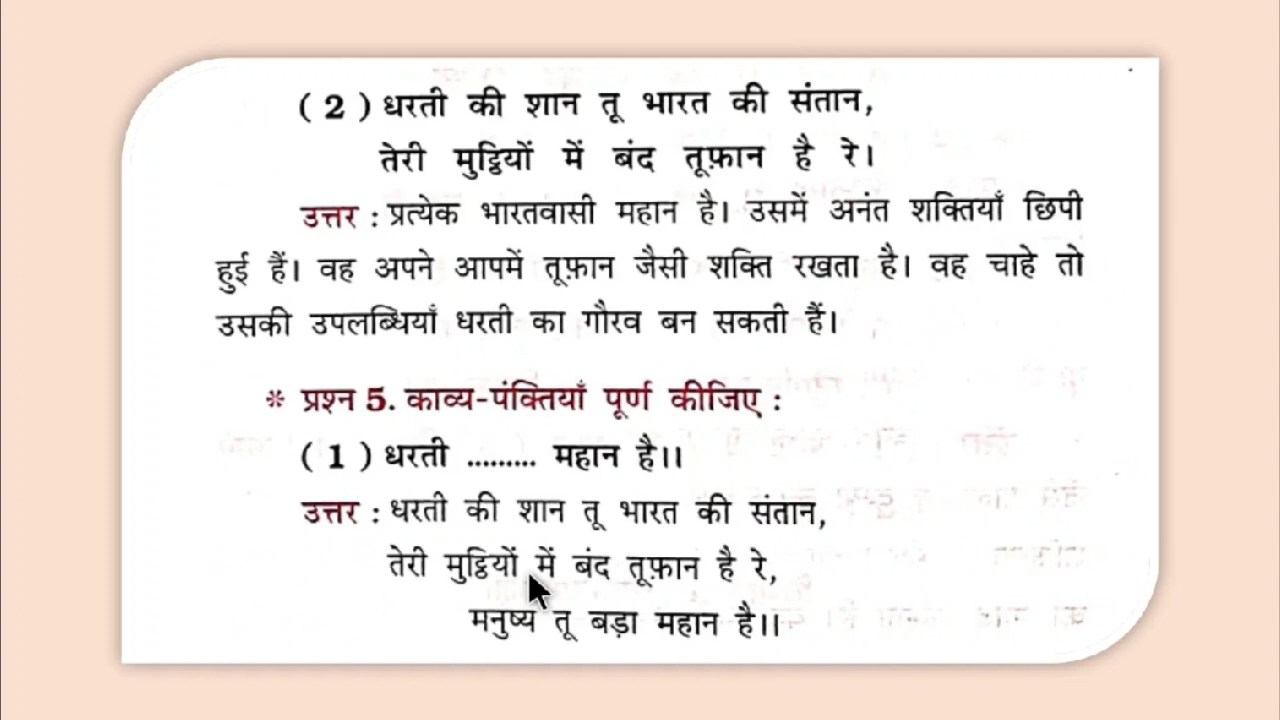 ( 2 ) धरती की शान तू भारत की संतान,
तेरी मुट्ठियों में बंद तूफ़ान है रे।
उत्तर : प्रत्येक भारतवासी महान है। उसमें अनंत शक्तियाँ छिपी
हुई हैं। वह अपने आपमें तूफ़ान जैसी शक्ति रखता है। वह चाहे तो
उसकी उपलब्धियाँ धरती का गौरव बन सकती हैं।
* प्रश्न 5. काव्य-पंक्तियाँ पूर्ण कीजिए :
( 1 ) धरती ......... महान है।।
उत्तर : धरती की शान तू भारत की संतान,
तेरी मुट्ठियों में बंद तूफ़ान है रे,
मनुष्य तू बड़ा महान है।।